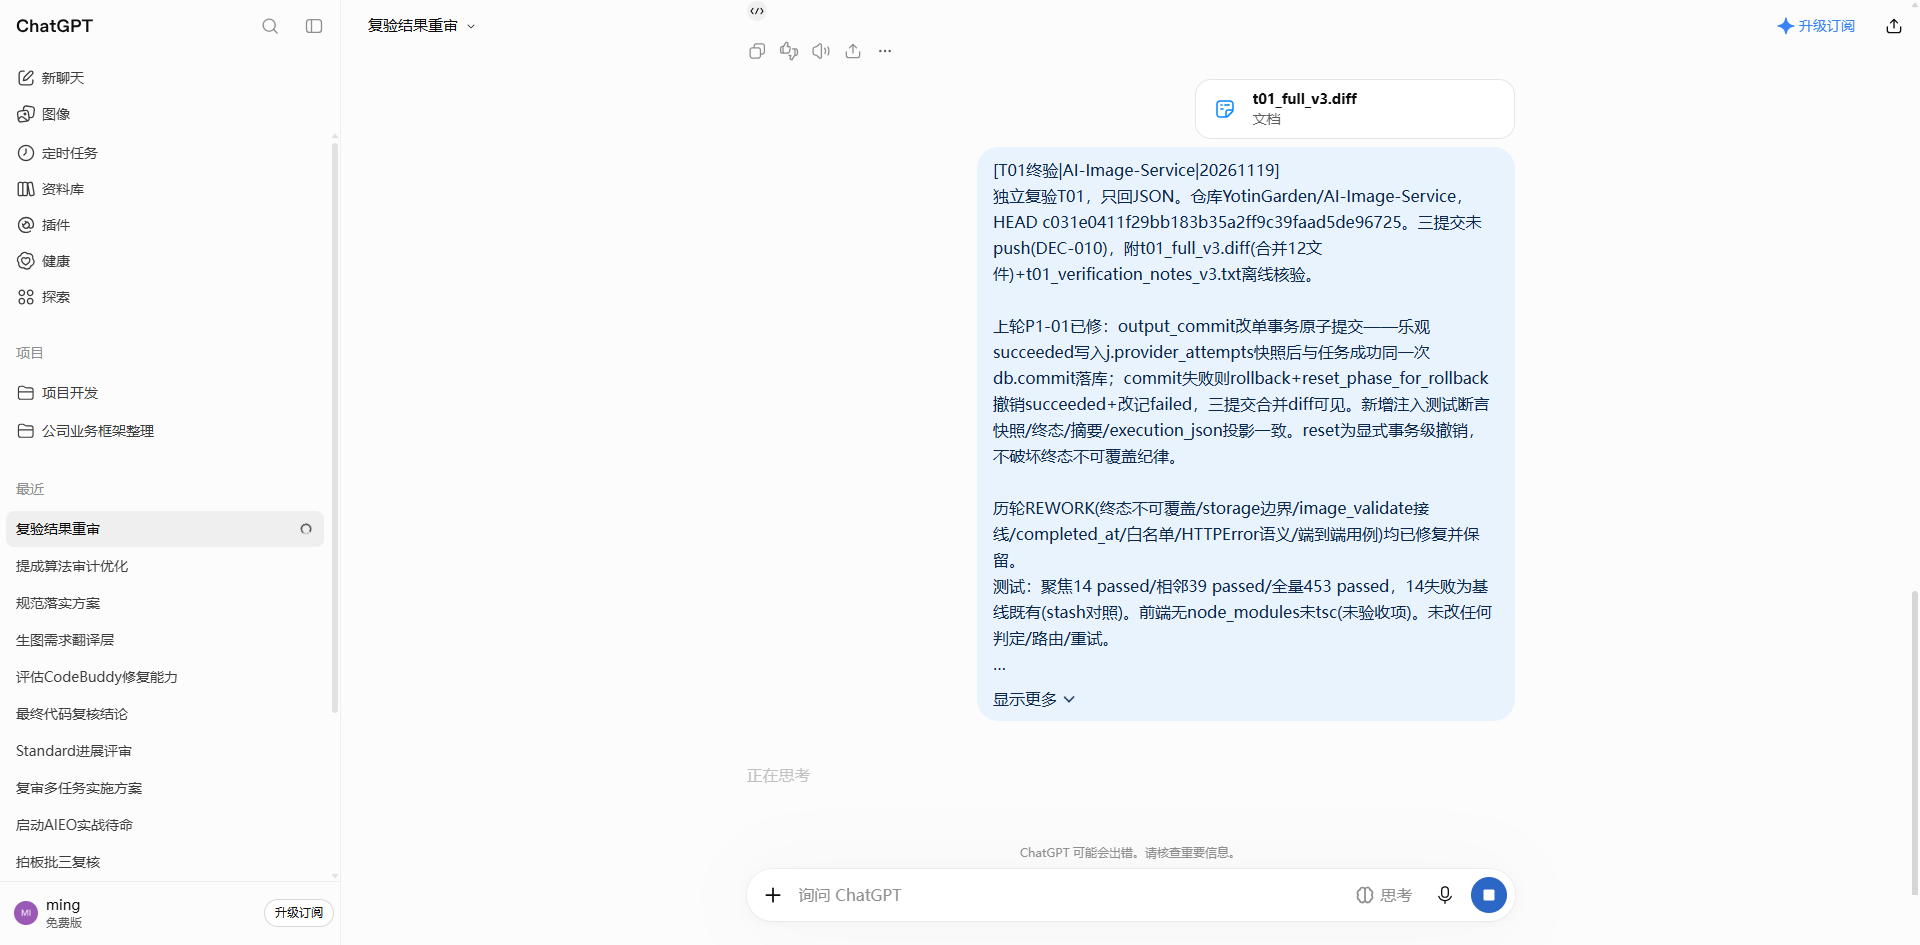 ChatGPT
新聊天
图像
定时任务
资料库
插件
健康
探索
项目
项目开发
公司业务框架整理
最近
复验结果重审
提成算法审计优化
规范落实方案
生图需求翻译层
评估CodeBuddy修复能力
最终代码复核结论
Standard进展评审
复审多任务实施方案
启动AIEO实战待命
拍板批三复核
MI
ming
免费版
升级订阅
复验结果重审
升级订阅
t01_full_v3.diff
文档
[T01终验|AI-Image-Service|20261119]
独立复验T01，只回JSON。仓库YotinGarden/AI-Image-Service，
HEAD c031e0411f29bb183b35a2ff9c39faad5de96725。三提交未
push(DEC-010)，附t01_full_v3.diff(合并12文
件)+t01_verification_notes_v3.txt离线核验。
上轮P1-01已修：output_commit改单事务原子提交——乐观
succeeded写入j.provider_attempts快照后与任务成功同一次
db.commit落库；commit失败则rollback+reset_phase_for_rollback
撤销succeeded+改记failed，三提交合并diff可见。新增注入测试断言
快照/终态/摘要/execution_json投影一致。reset为显式事务级撤销，
不破坏终态不可覆盖纪律。
历轮REWORK(终态不可覆盖/storage边界/image_validate接
线/completed_at/白名单/HTTPError语义/端到端用例)均已修复并保
留。
测试：聚焦14 passed/相邻39 passed/全量453 passed，14失败为基
线既有(stash对照)。前端无node_modules未tsc(未验收项)。未改任何
判定/路由/重试。
...
显示更多
正在思考
ChatGPT 可能会出错。请核查重要信息。
询问 ChatGPT
思考